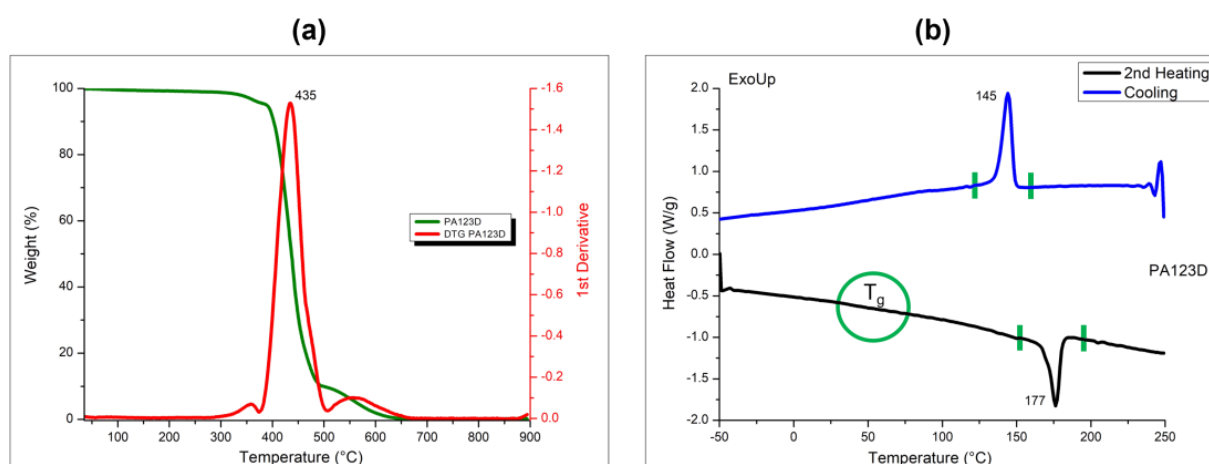 (a)
435
100
80
60
40
20
0
Weight (%)
-1.6
-1.4
-1.2
-1.0
-0.8
-0.6
-0.4
-0.2
0.0
1st Derivative
PA123D
DTG PA123D
100 200 300 400 500 600 700 800 900
Temperature (°C)
(b)
ExoUp
2nd Heating
Cooling
145
2.0
1.5
1.0
0.5
0.0
-0.5
-1.0
-1.5
-2.0
Heat Flow (W/g)
PA123D
Tg
177
-50 0 50 100 150 200 250
Temperature (°C)